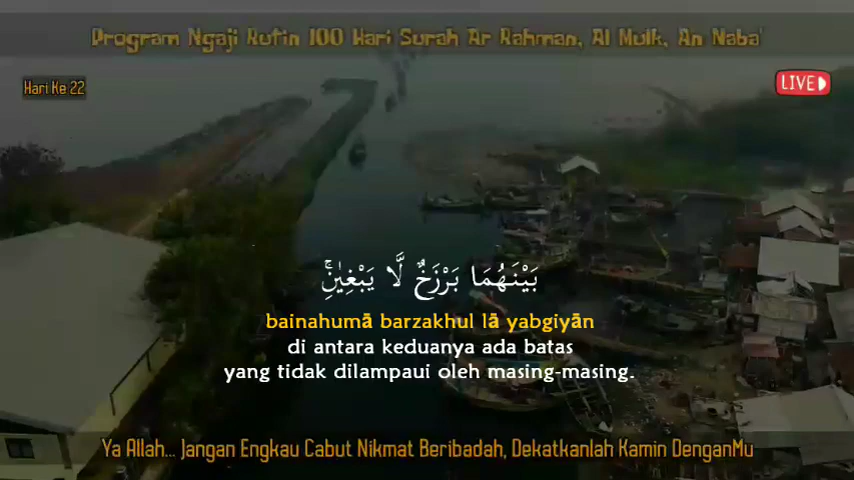 Program Ngaji Rutin 100 Hari Surah Ar Rahman, Al Mulk, An Naba'
Hari Ke 22
LIVE
بَيْنَهُمَا بَرْزَخٌ لَّا يَبْغِيٰنِۚ
bainahumā barzakhul lā yabgiyān
di antara keduanya ada batas
yang tidak dilampaui oleh masing-masing.
Ya Allah... Jangan Engkau Cabut Nikmat Beribadah, Dekatkanlah Kamin DenganMu